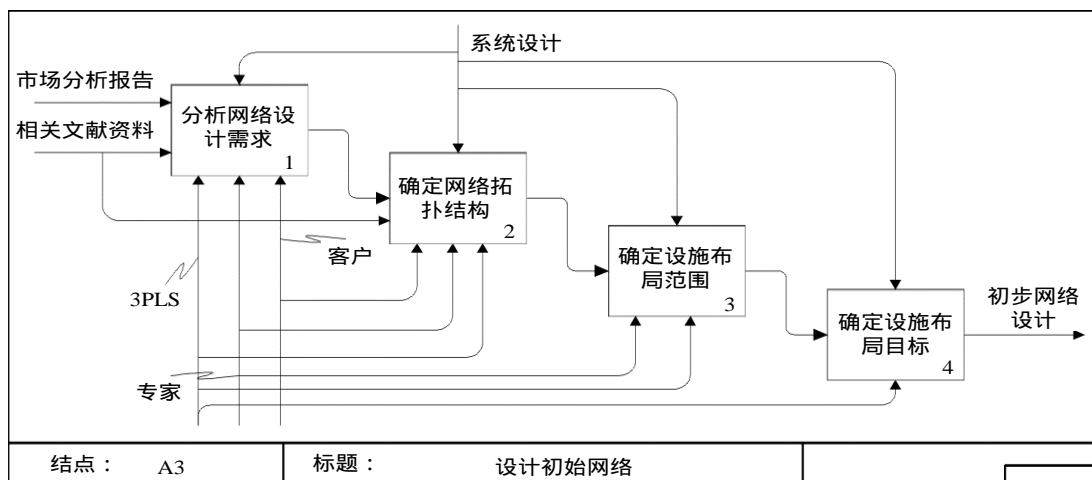 系统设计
市场分析报告
相关文献资料
分析网络设
计需求
1
确定网络拓
扑结构
2
客户
3PLS
专家
确定设施布
局范围
3
确定设施布
局目标
4
初步网络
设计
结点： A3
标题： 设计初始网络